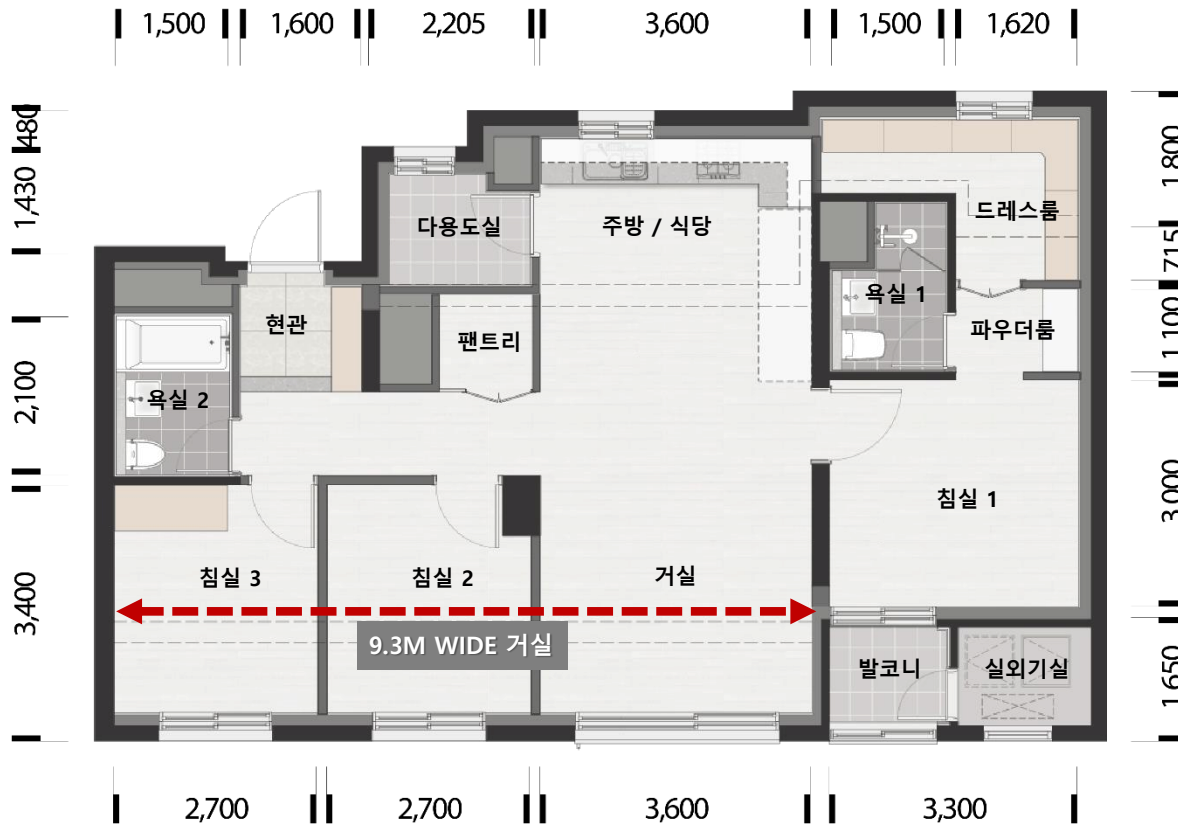 1,500
1,600
2,205
3,600
1,500
1,620
480
1,430
2,100
3,400
1,800
715
1,100
3,000
1,650
다용도실
주방 / 식당
드레스룸
욕실 1
현관
팬트리
파우더룸
욕실 2
침실 1
침실 3
침실 2
거실
9.3M WIDE 거실
발코니
실외기실
2,700
2,700
3,600
3,300